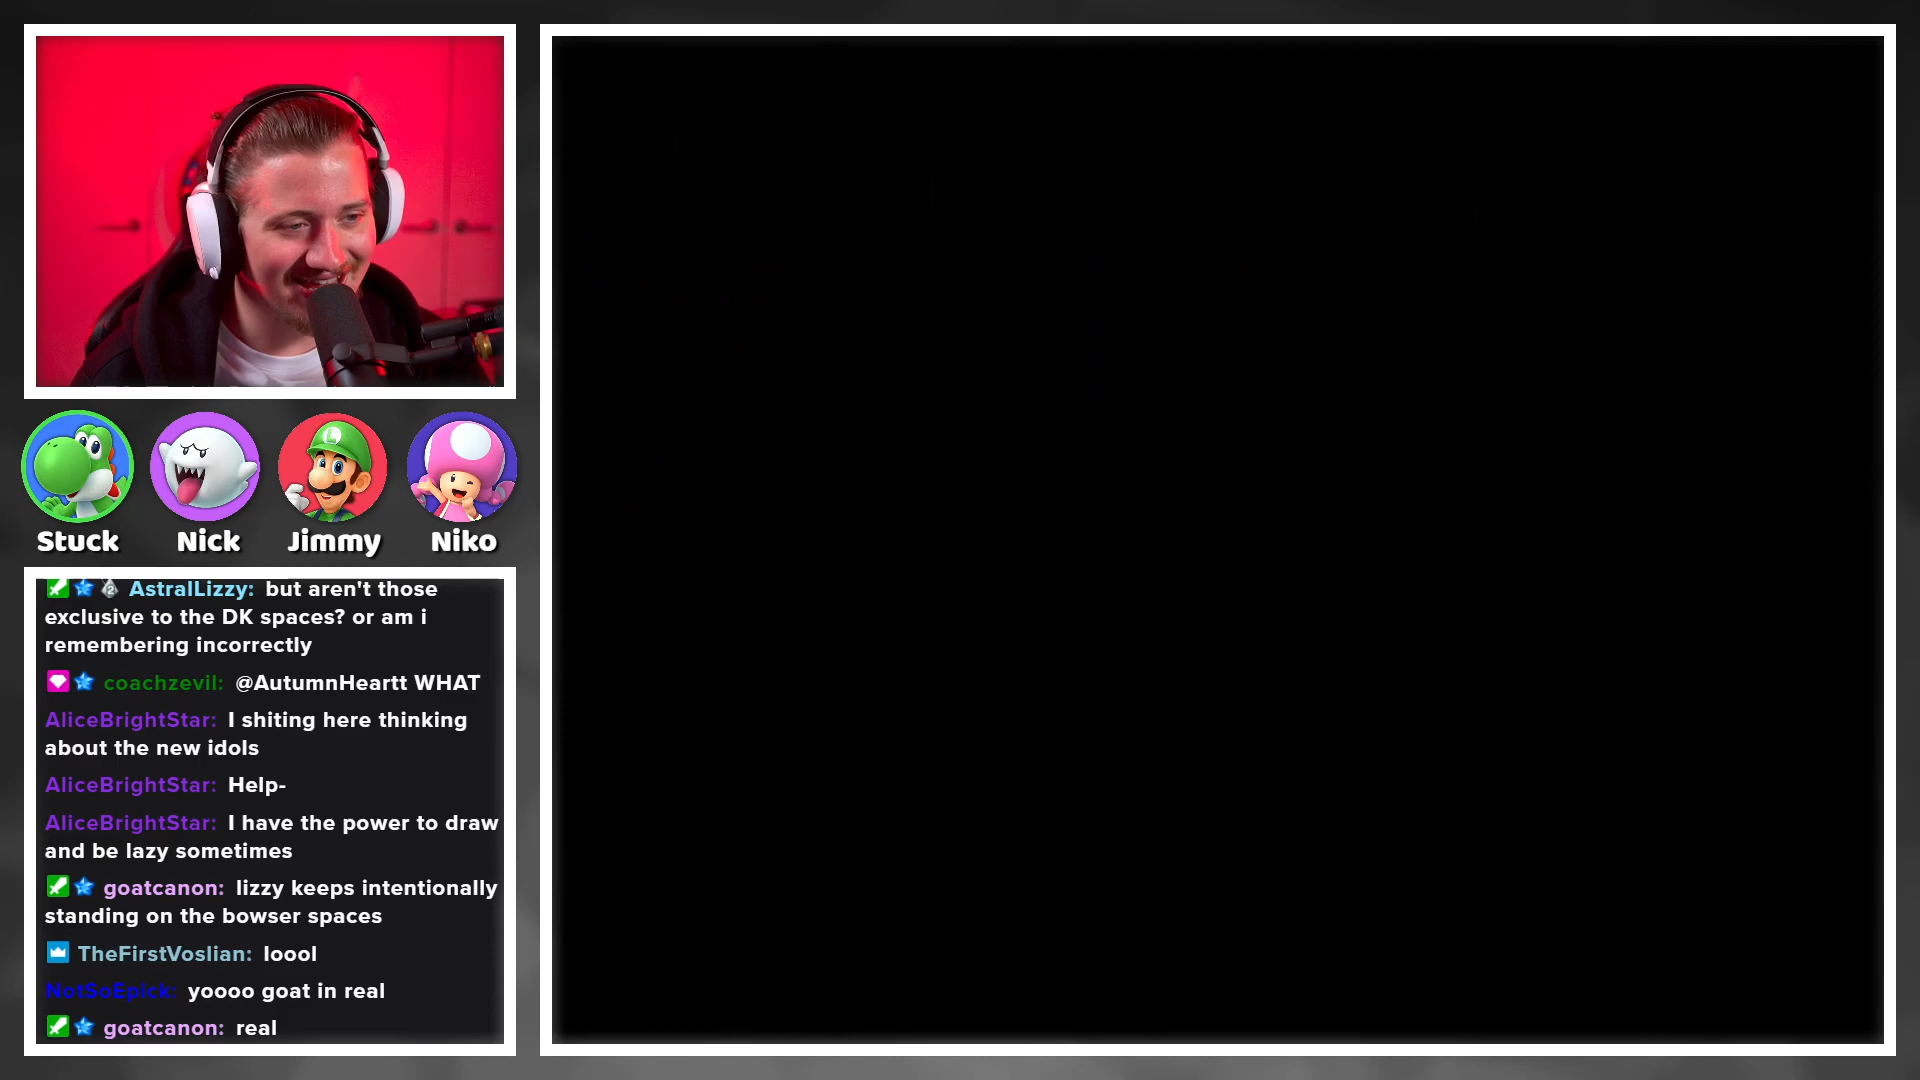 Stuck Nick Jimmy Niko
AstralLizzy: but aren't those
exclusive to the DK spaces? or am i
remembering incorrectly
coachzevil: @AutumnHeartt WHAT
AliceBrightStar: I shiting here thinking
about the new idols
AliceBrightStar: Help-
AliceBrightStar: I have the power to draw
and be lazy sometimes
goatcanon: lizzy keeps intentionally
standing on the bowser spaces
TheFirstVoslian: loool
NotSoEpick: yoooo goat in real
goatcanon: real